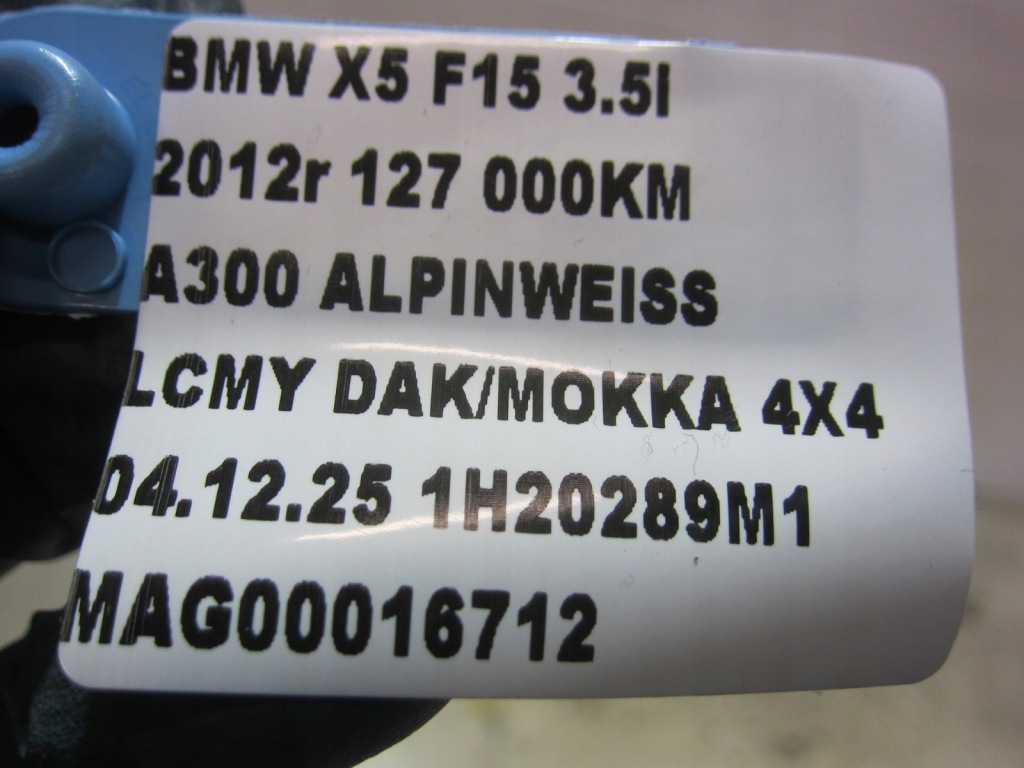 BMW X5 F15 3.5I
2012r 127 000KM
A300 ALPINWEISS
LCMY DAK/MOKKA 4X4
04.12.25 1H20289M1
MAG00016712